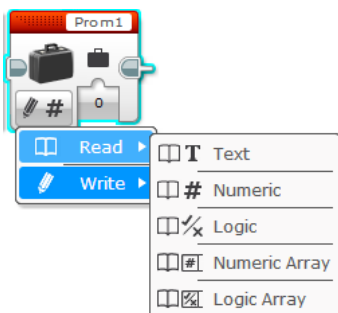 Prom1
#
0
Read
Write
T Text
# Numeric
Logic
# Numeric Array
Logic Array